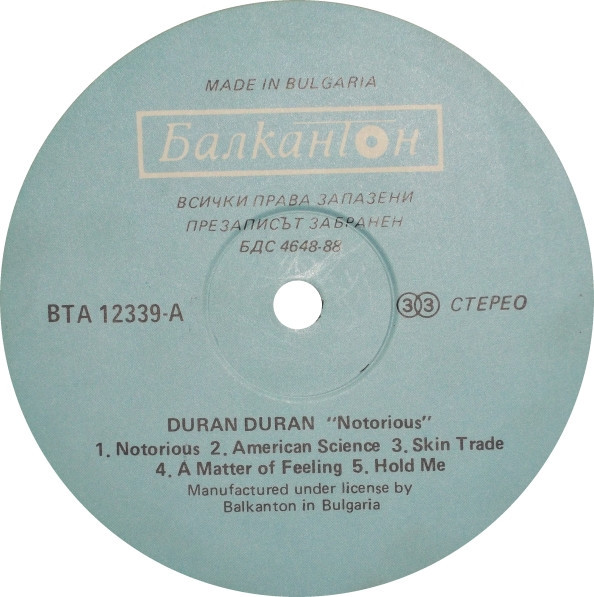 MADE IN BULGARIA
Балкантон
ВСИЧКИ ПРАВА ЗАПАЗЕНИ
ПРЕЗАПИСЪТ ЗАБРАНЕН
БДС 4648-88
ВТА 12339-А
33 СТЕРЕО
DURAN DURAN "Notorious"
1. Notorious 2. American Science 3. Skin Trade
4. A Matter of Feeling 5. Hold Me
Manufactured under license by
Balkanton in Bulgaria